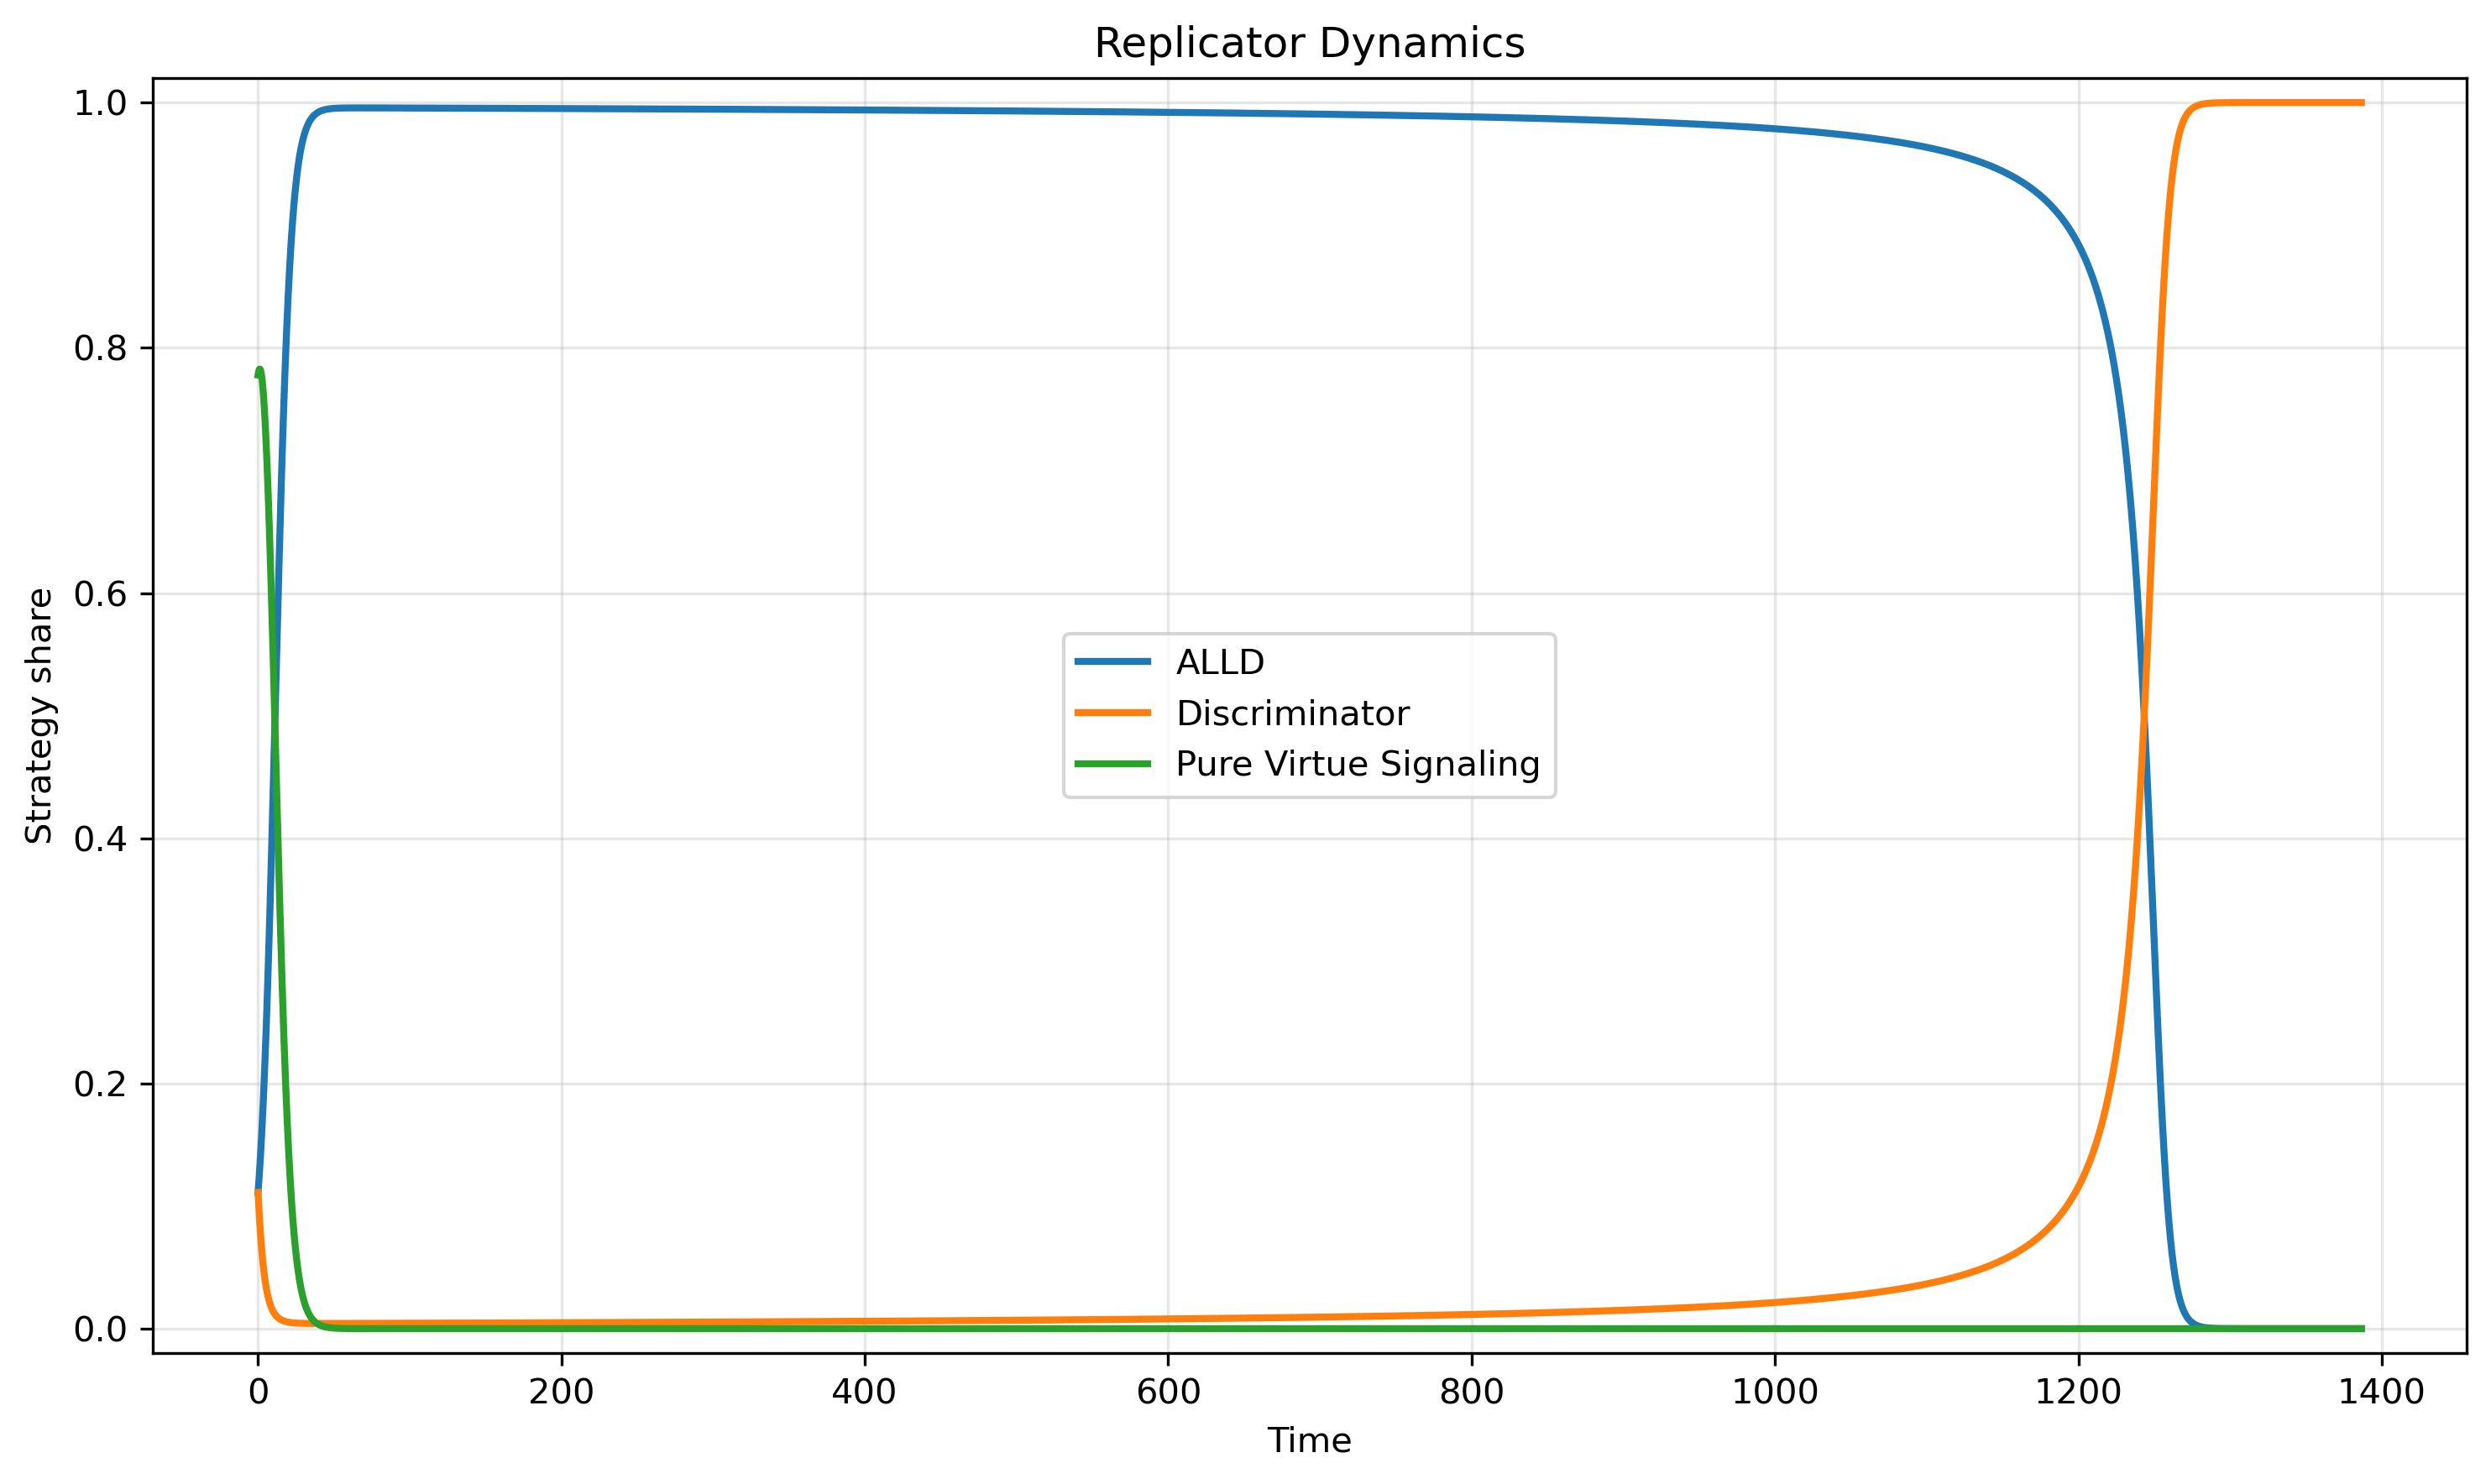 Replicator Dynamics
1.0
0.8
0.6
0.4
0.2
0.0
Strategy share
ALLD
Discriminator
Pure Virtue Signaling
0 200 400 600 800 1000 1200 1400
Time